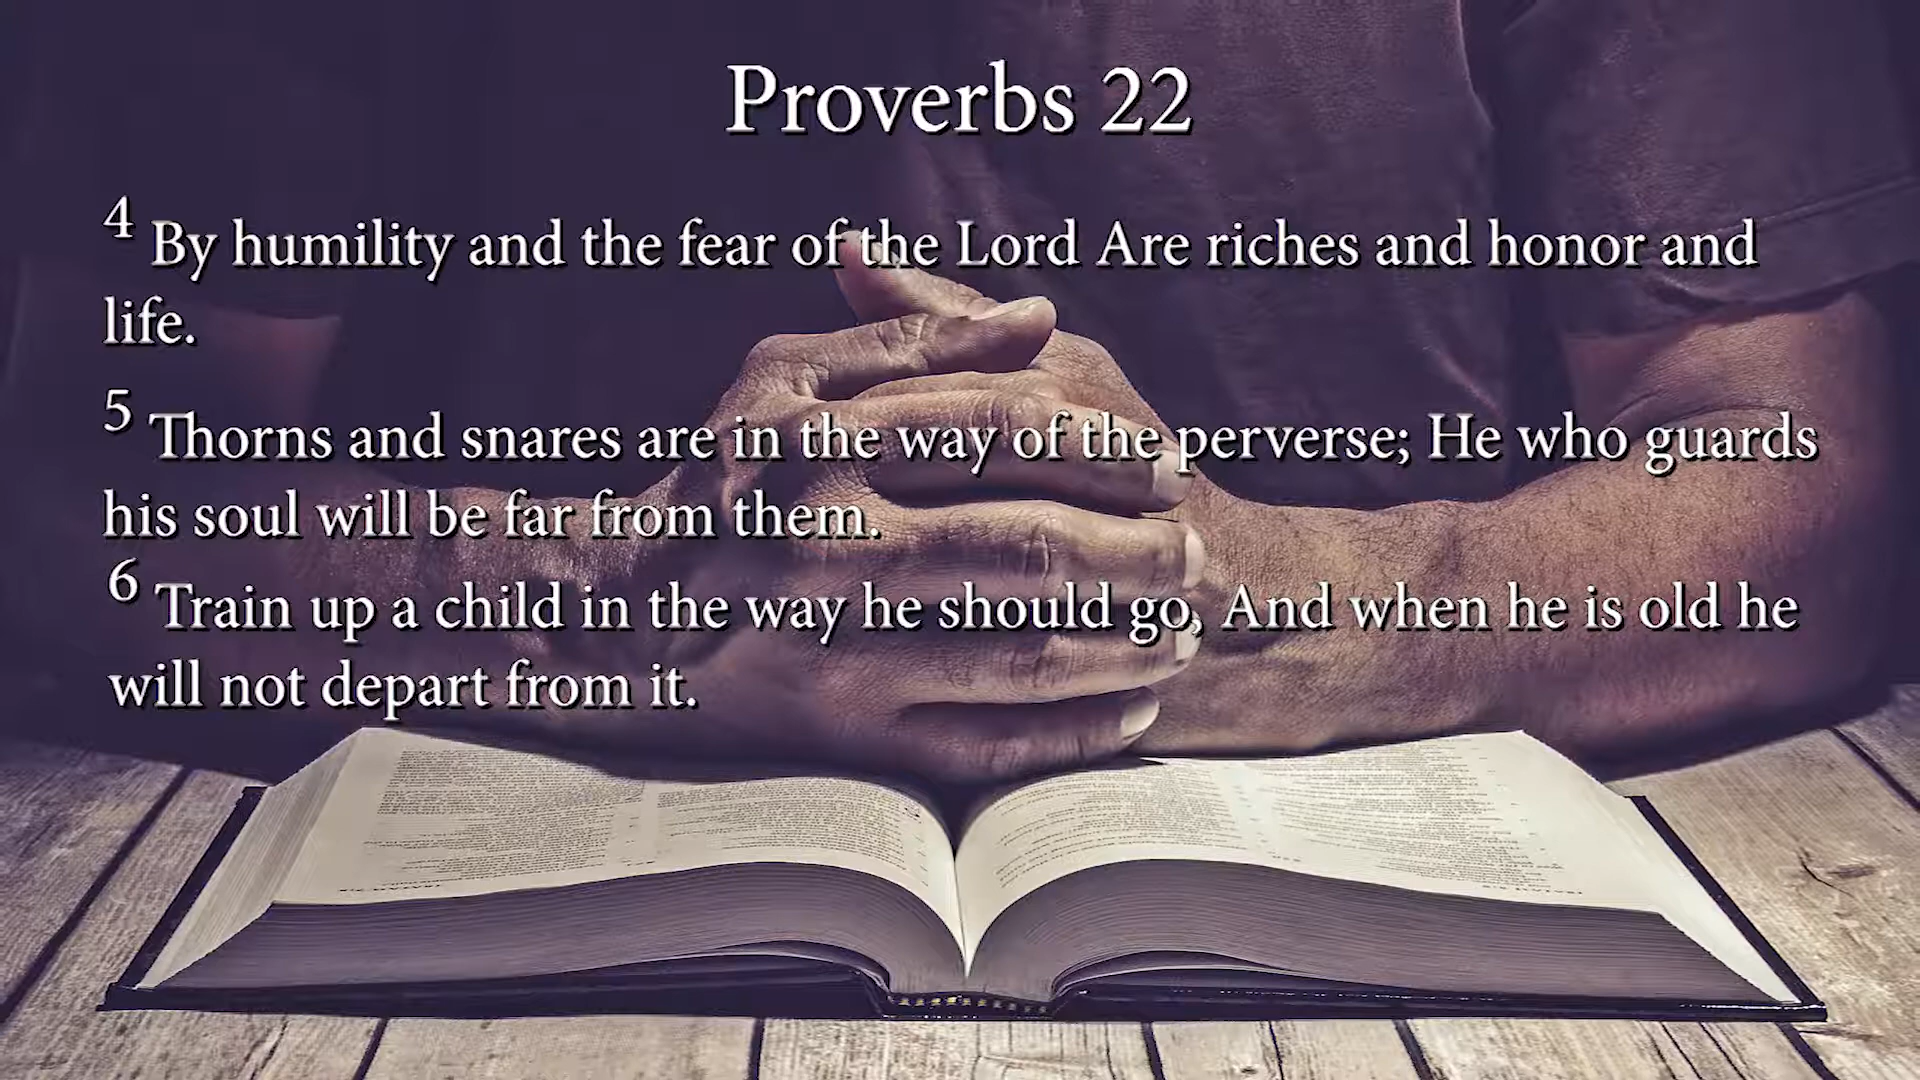 Proverbs 22
4 By humility and the fear of the Lord Are riches and honor and
life.
5 Thorns and snares are in the way of the perverse; He who guards
his soul will be far from them.
6 Train up a child in the way he should go, And when he is old he
will not depart from it.